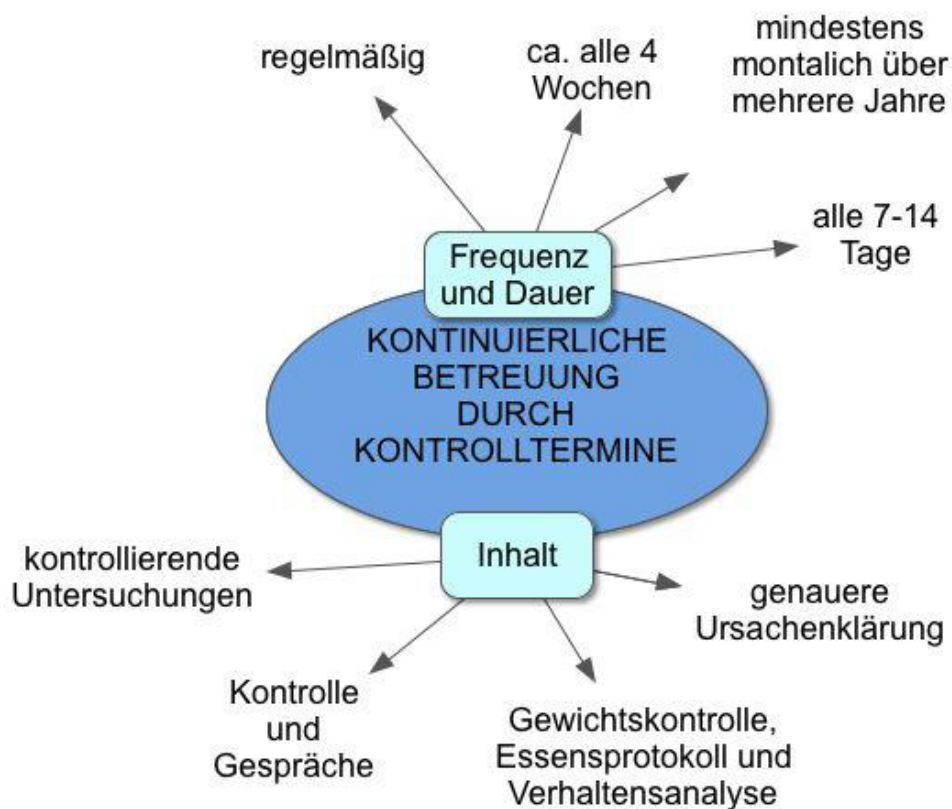 regelmäßig
ca. alle 4
Wochen
mindestens
montalich über
mehrere Jahre
alle 7-14
Tage
Frequenz
und Dauer
KONTINUIERLICHE
BETREUUNG
DURCH
KONTROLLTERMINE
Inhalt
kontrollierende
Untersuchungen
genauere
Ursachenklärung
Kontrolle
und
Gespräche
Gewichtskontrolle,
Essensprotokoll und
Verhaltensanalyse